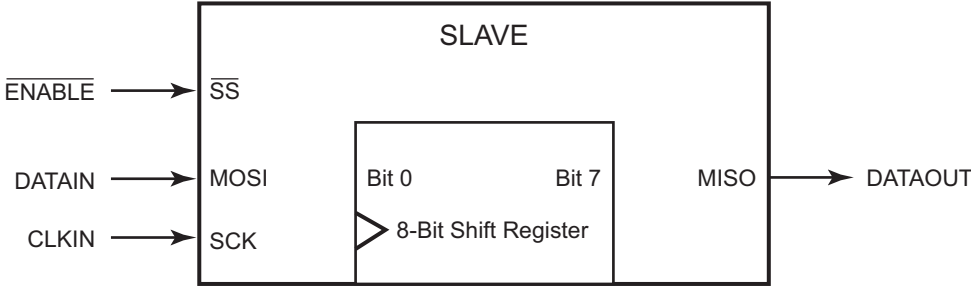 SLAVE
ENABLE SS
DATAIN MOSI Bit 0 Bit 7 MISO DATAOUT
CLKIN SCK 8-Bit Shift Register